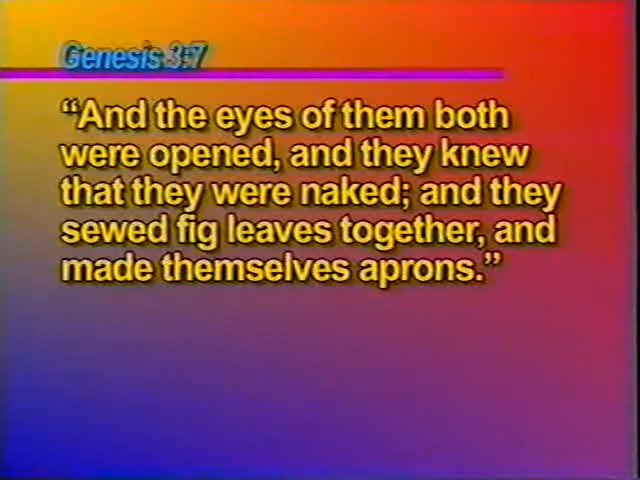 Genesis 3:7
“And the eyes of them both
were opened, and they knew
that they were naked; and they
sewed fig leaves together, and
made themselves aprons.”